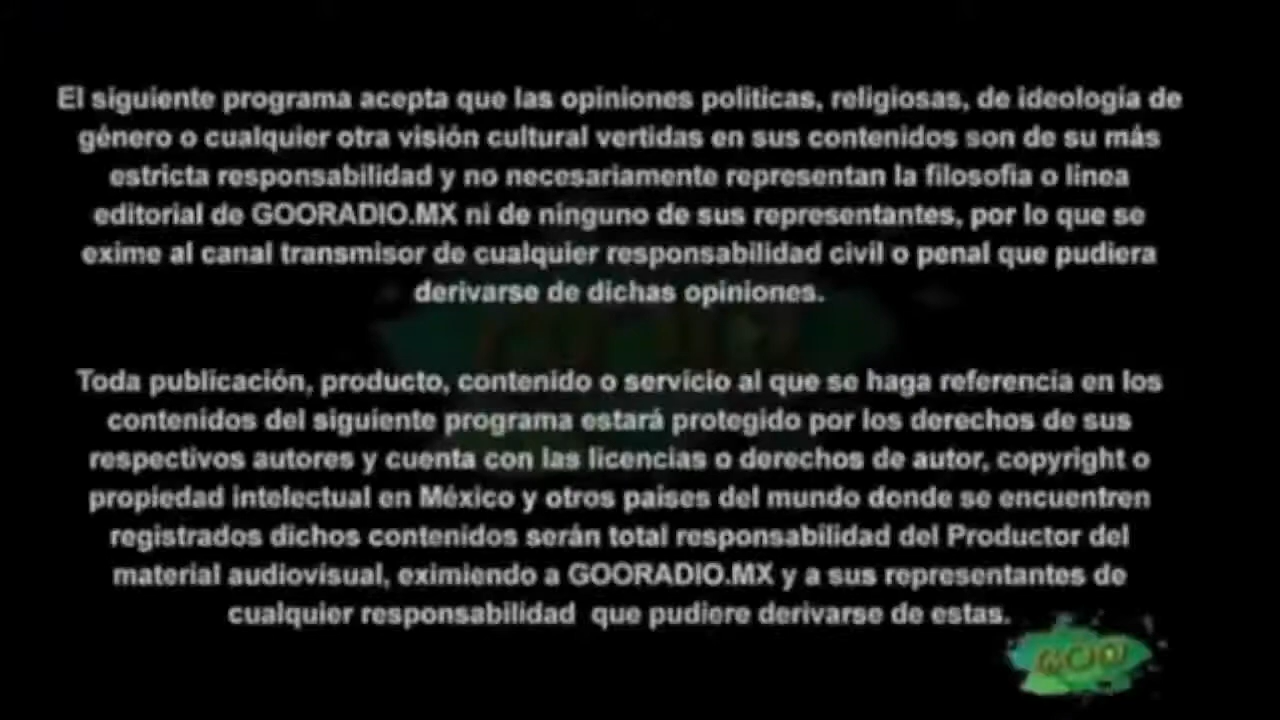 El siguiente programa acepta que las opiniones politicas, religiosas, de ideología de
género o cualquier otra visión cultural vertidas en sus contenidos son de su más
estricta responsabilidad y no necesariamente representan la filosofia o linea
editorial de GOORADIO.MX ni de ninguno de sus representantes, por lo que se
exime al canal transmisor de cualquier responsabilidad civil o penal que pudiera
derivarse de dichas opiniones.
Toda publicación, producto, contenido o servicio al que se haga referencia en los
contenidos del siguiente programa estará protegido por los derechos de sus
respectivos autores y cuenta con las licencias o derechos de autor, copyright o
propiedad intelectual en México y otros paises del mundo donde se encuentren
registrados dichos contenidos serán total responsabilidad del Productor del
material audiovisual, eximiendo a GOORADIO.MX y a sus representantes de
cualquier responsabilidad que pudiere derivarse de estas.